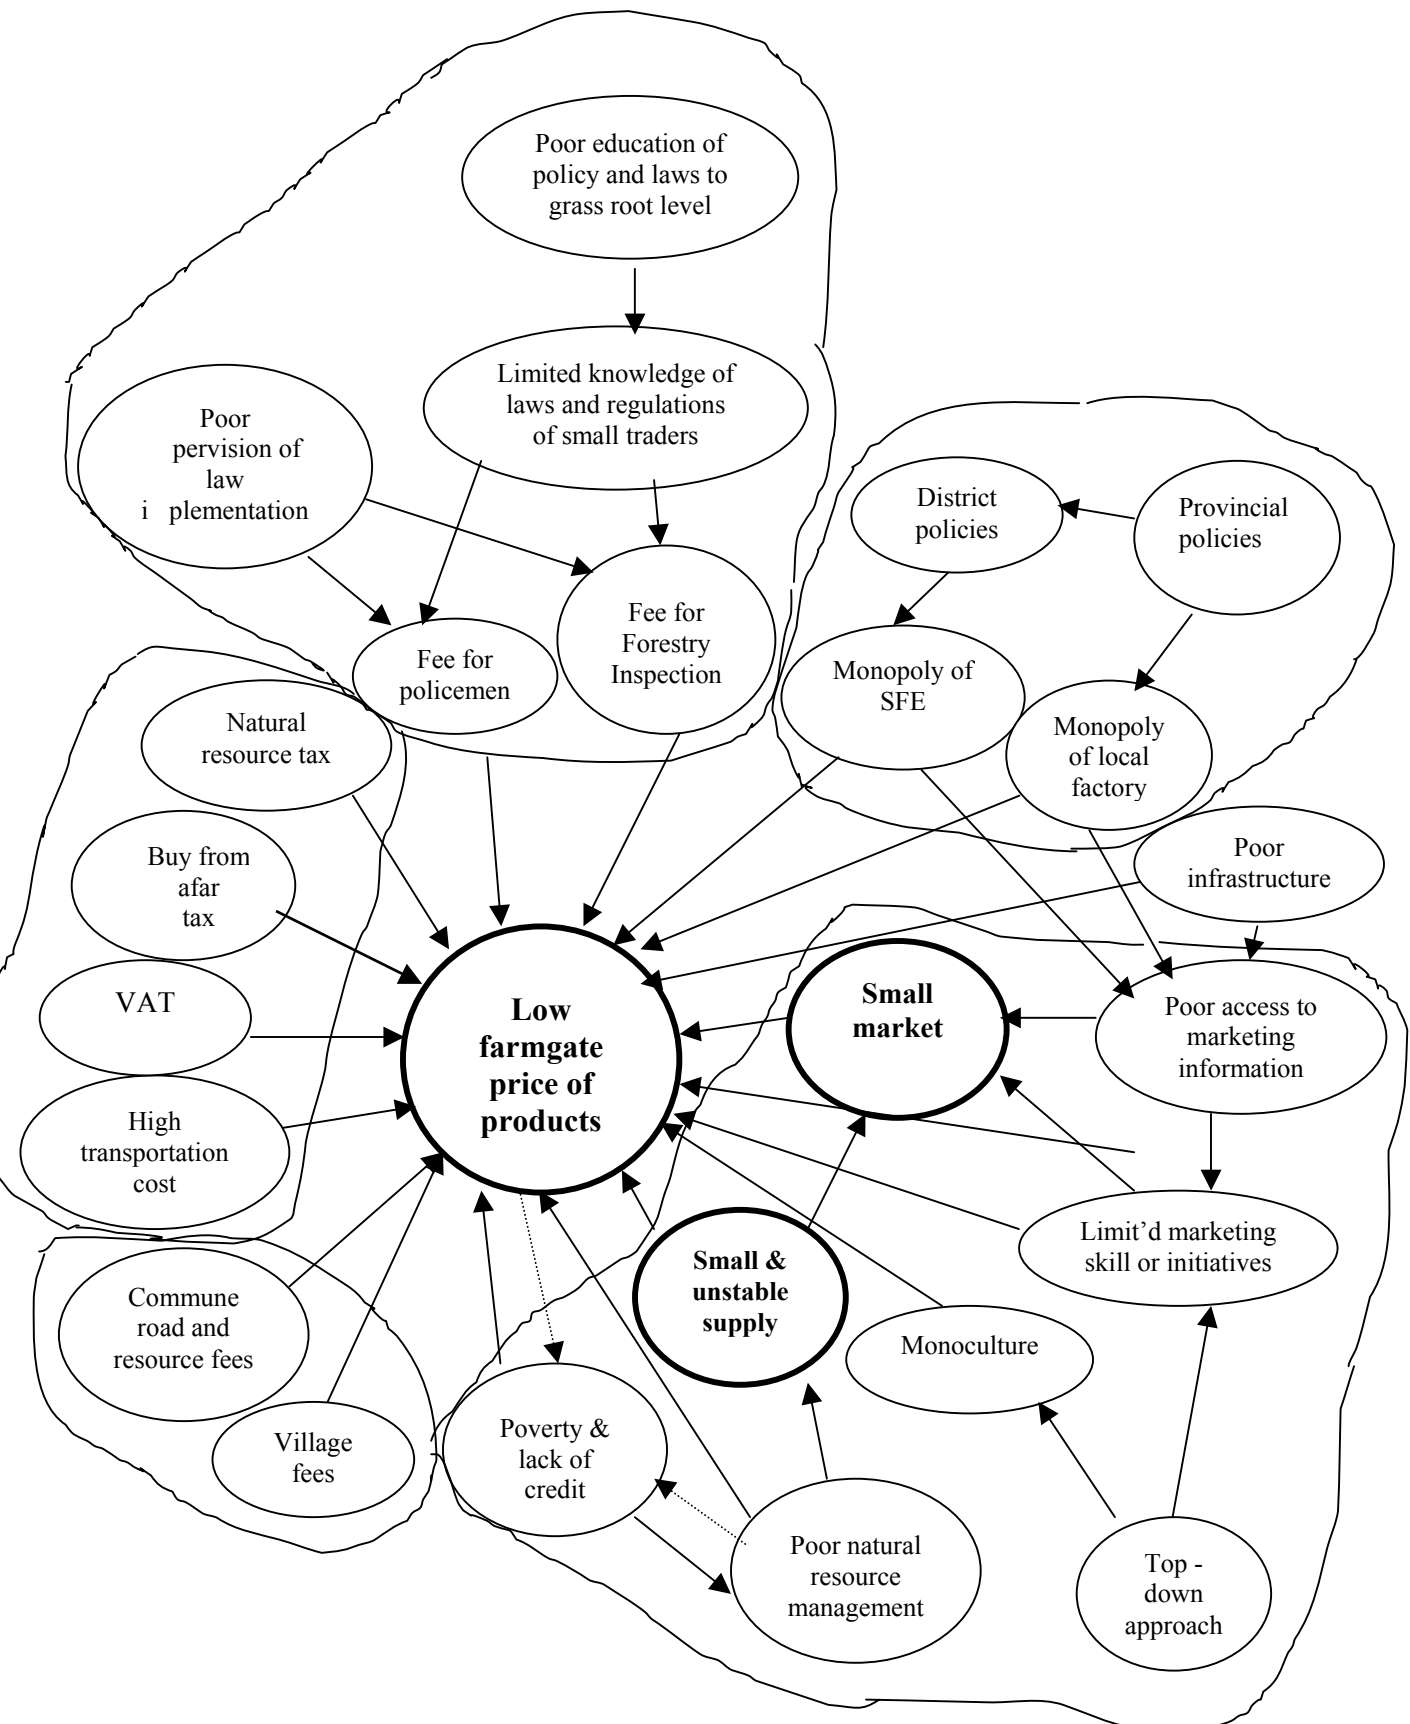 Poor education of
policy and laws to
grass root level
Limited knowledge of
laws and regulations
of small traders
Poor
pervision of
law
i plementation
Fee for
policemen
Fee for
Forestry
Inspection
District
policies
Provincial
policies
Monopoly of
SFE
Monopoly
of local
factory
Natural
resource tax
Buy from
afar
tax
VAT
High
transportation
cost
Commune
road and
resource fees
Village
fees
Low
farmgate
price of
products
Small
market
Poor
infrastructure
Poor access to
marketing
information
Limit’d marketing
skill or initiatives
Small &
unstable
supply
Monoculture
Poverty &
lack of
credit
Poor natural
resource
management
Top -
down
approach